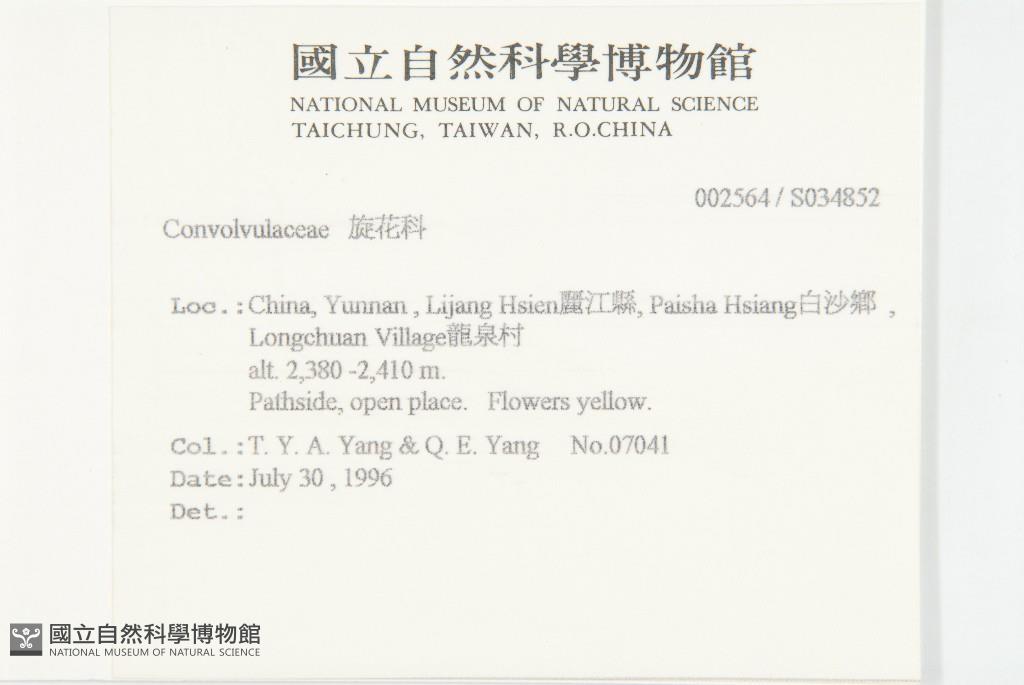 國立自然科學博物館
NATIONAL MUSEUM OF NATURAL SCIENCE
TAICHUNG, TAIWAN, R.O.CHINA
002564 / S034852
Convolvulaceae 旋花科
Loc.: China, Yunnan , Lijang Hsien麗江縣, Paisha Hsiang白沙鄉 ,
Longchuan Village龍泉村
alt. 2,380 -2,410 m.
Pathside, open place. Flowers yellow.
Col.: T. Y. A. Yang & Q. E. Yang No.07041
Date: July 30 , 1996
Det.:
國立自然科學博物館
NATIONAL MUSEUM OF NATURAL SCIENCE